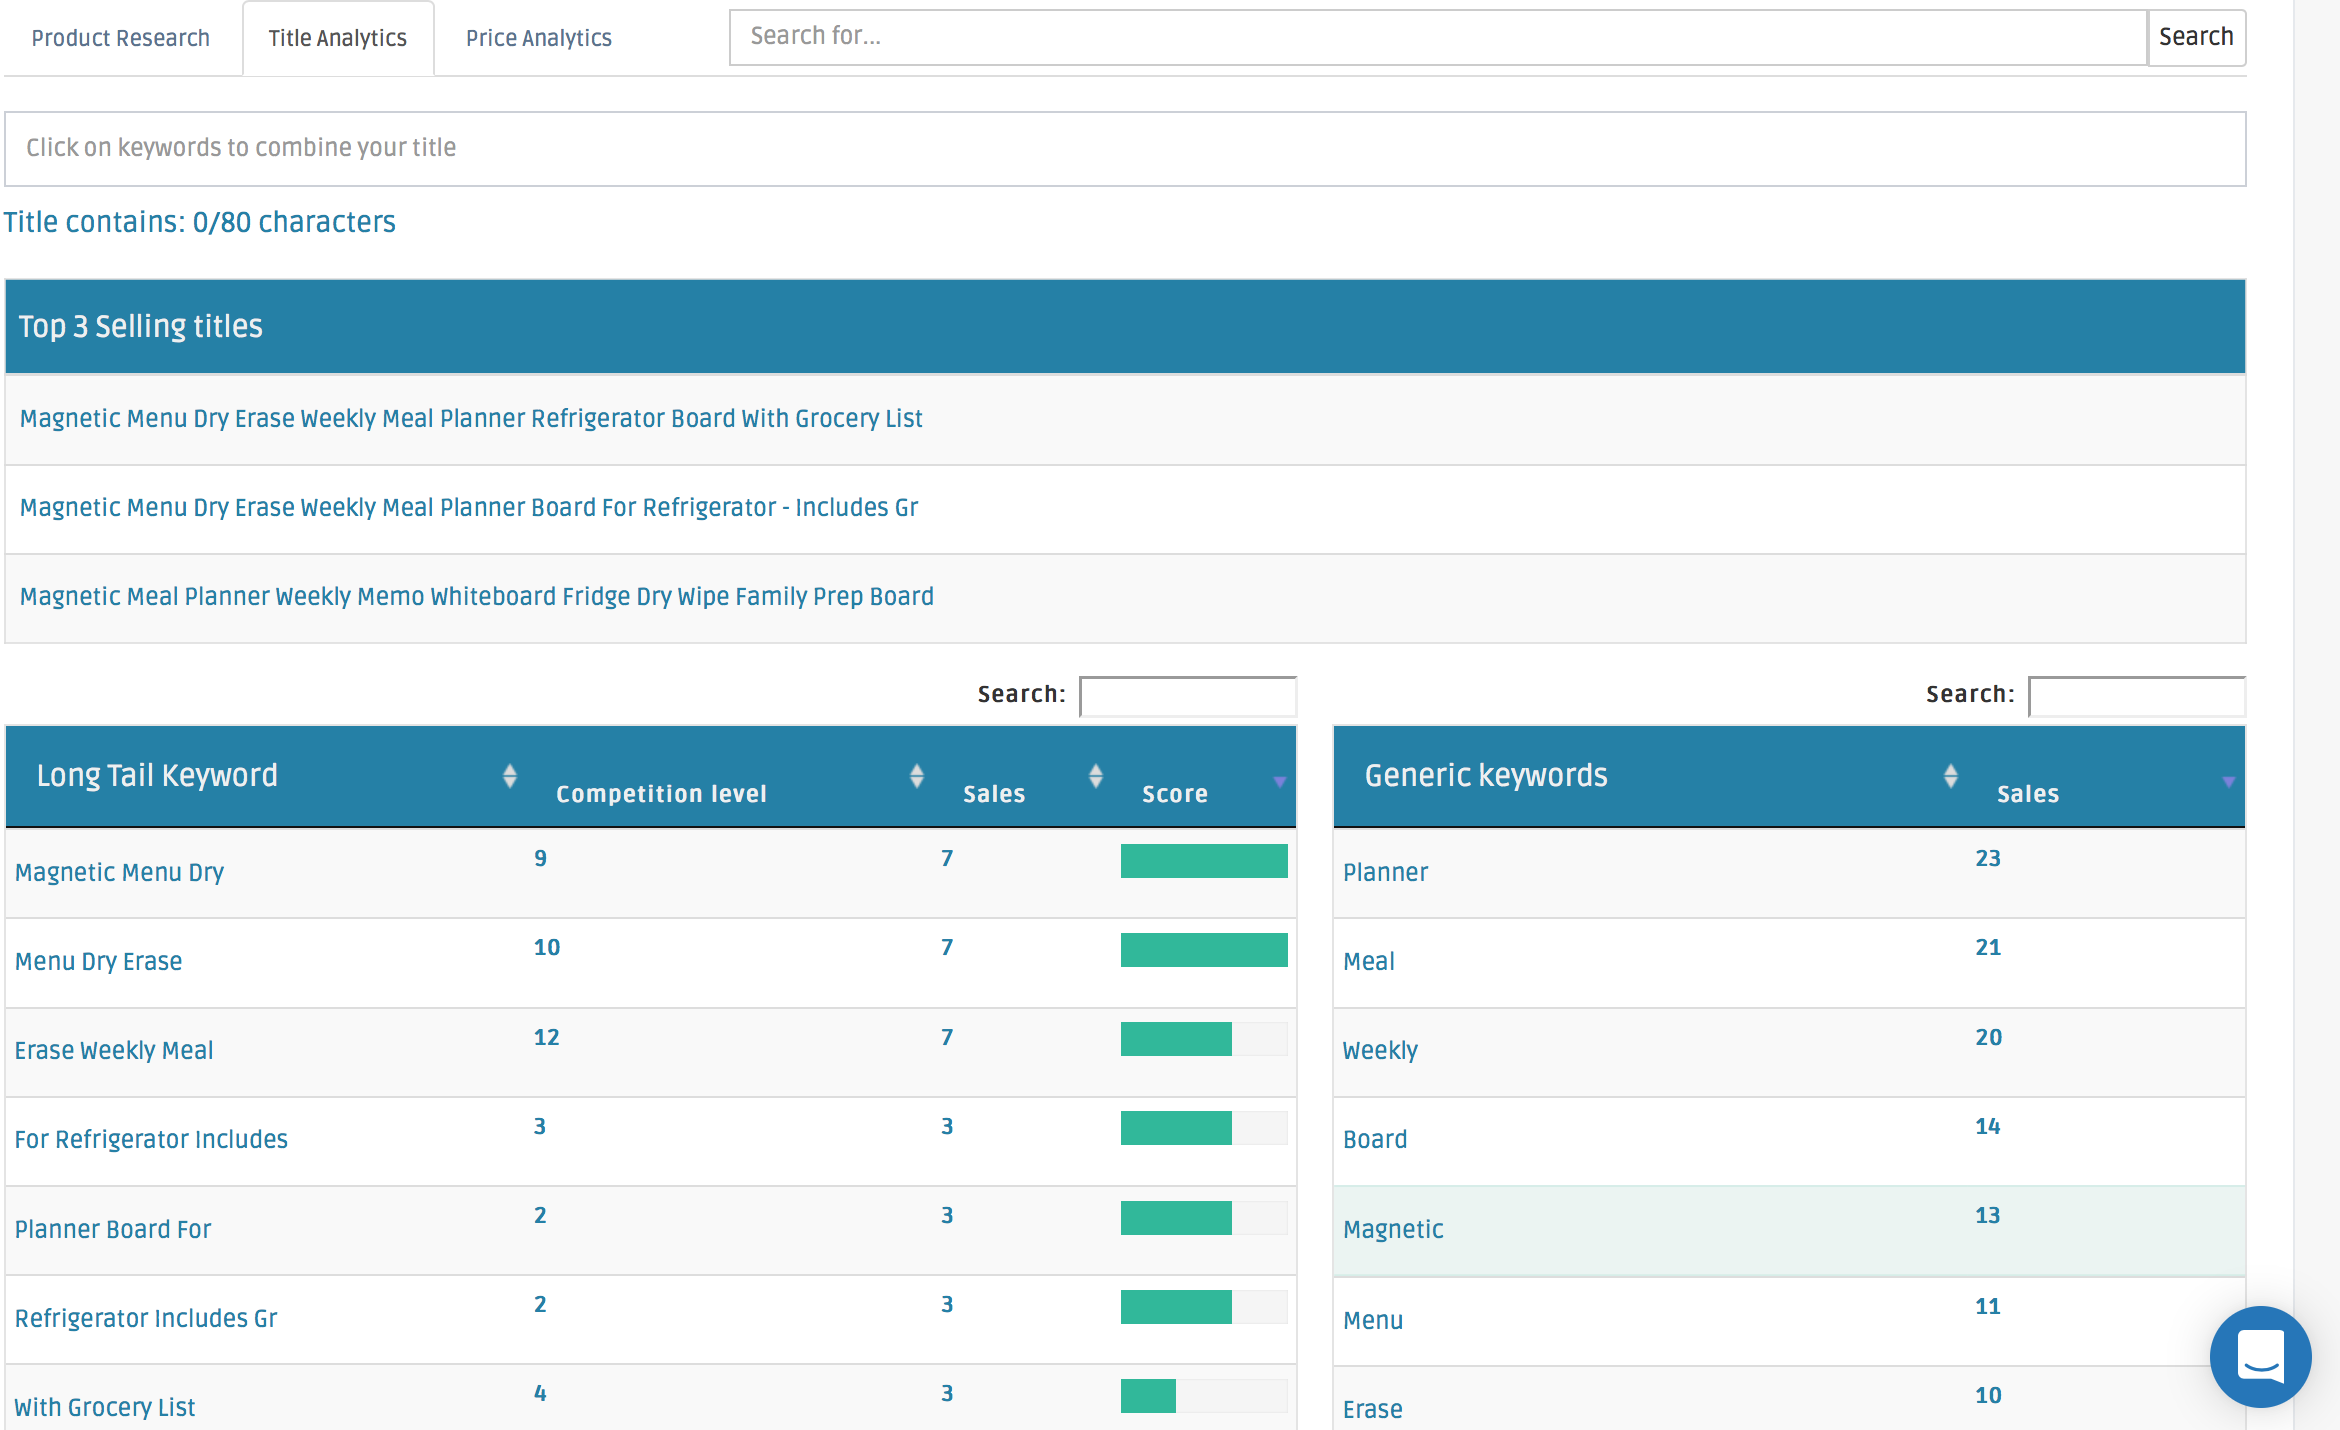 Product Research Title Analytics Price Analytics Search for... Search
Click on keywords to combine your title
Title contains: 0/80 characters
Top 3 Selling titles
Magnetic Menu Dry Erase Weekly Meal Planner Refrigerator Board With Grocery List
Magnetic Menu Dry Erase Weekly Meal Planner Board For Refrigerator - Includes Gr
Magnetic Meal Planner Weekly Memo Whiteboard Fridge Dry Wipe Family Prep Board
Search:
Long Tail Keyword Competition level Sales Score
Magnetic Menu Dry 9 7
Menu Dry Erase 10 7
Erase Weekly Meal 12 7
For Refrigerator Includes 3 3
Planner Board For 2 3
Refrigerator Includes Gr 2 3
With Grocery List 4 3
Search:
Generic keywords Sales
Planner 23
Meal 21
Weekly 20
Board 14
Magnetic 13
Menu 11
Erase 10